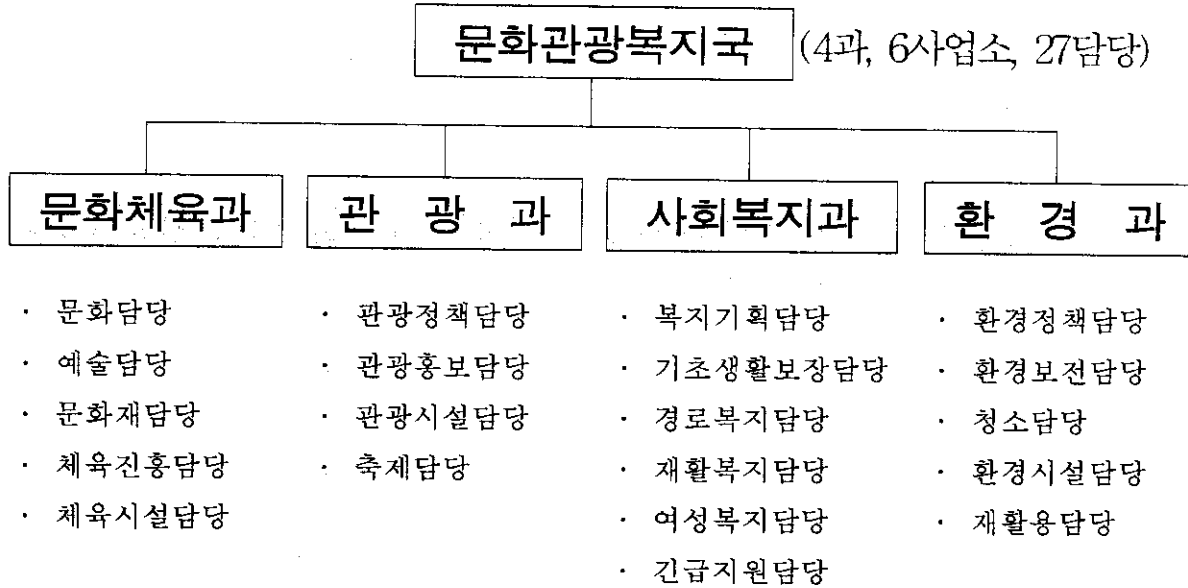 문화관광복지국 (4과, 6사업소, 27담당)
문화체육과
· 문화담당
· 예술담당
· 문화재담당
· 체육진흥담당
· 체육시설담당
관 광 과
· 관광정책담당
· 관광홍보담당
· 관광시설담당
· 축제담당
사회복지과
· 복지기획담당
· 기초생활보장담당
· 경로복지담당
· 재활복지담당
· 여성복지담당
· 긴급지원담당
환 경 과
· 환경정책담당
· 환경보전담당
· 청소담당
· 환경시설담당
· 재활용담당